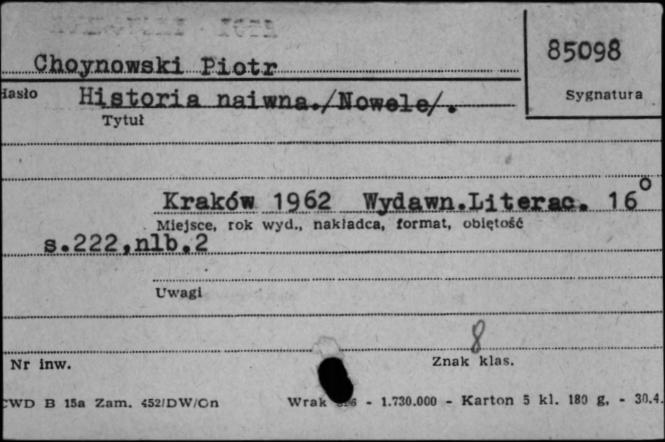 85098
Choynowski Piotr
Hasło
Sygnatura
Historia naiwna./Nowele/.
Tytuł
Kraków 1962 Wydawn.Literac. 16°
Miejsce, rok wyd., nakładca, format, objętość
s.222,nlb.2
Uwagi
8
Nr inw.
Znak klas.
CWD B 15a Zam. 452/DW/On Wrak - 1.730.000 - Karton 5 kl. 180 g. - 30.4.